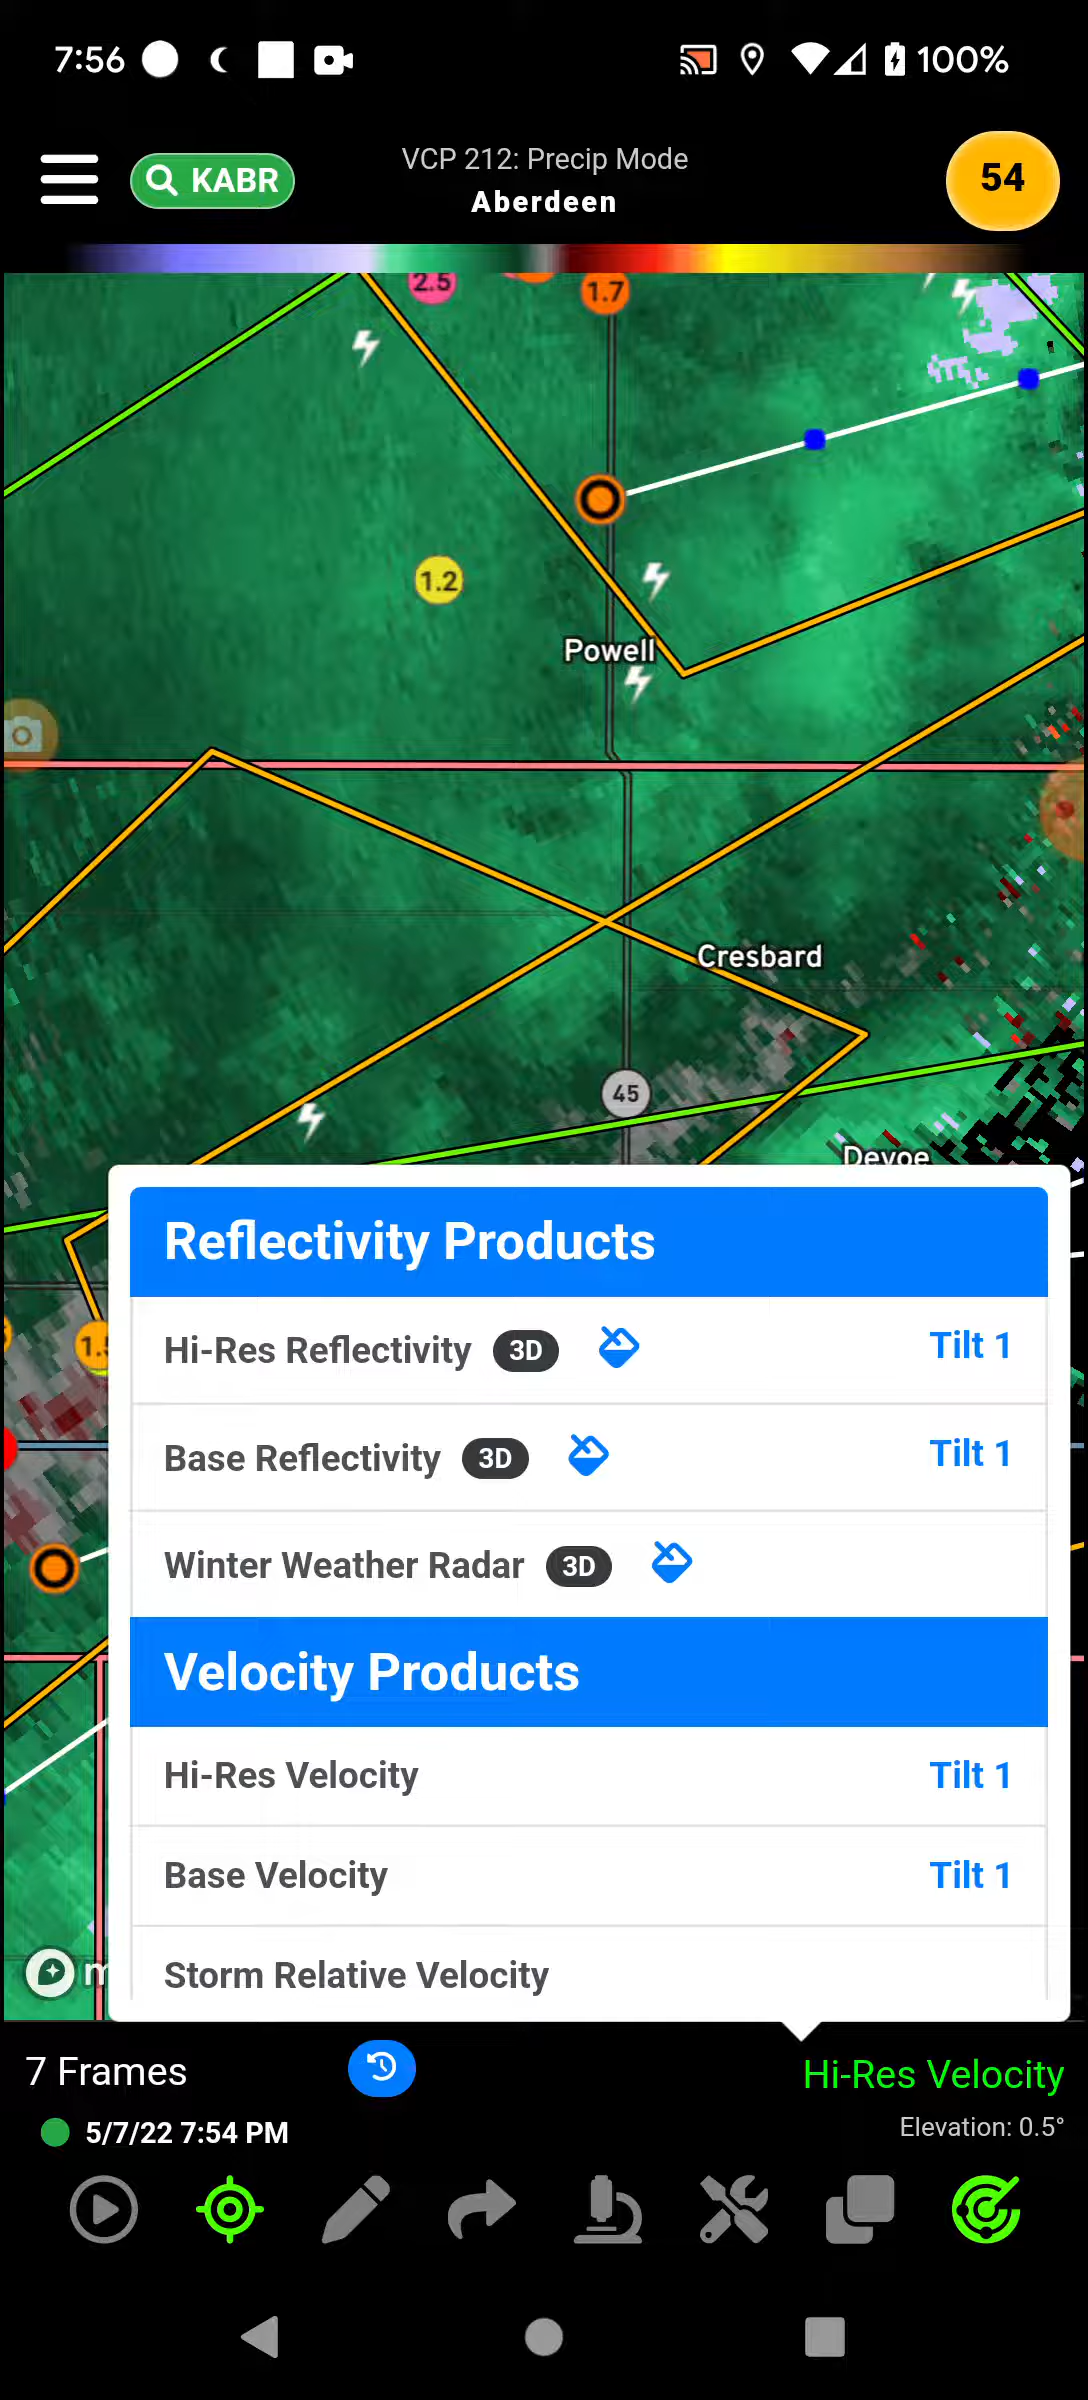 7:56
100%
KABR
VCP 212: Precip Mode
Aberdeen
54
2.5
1.7
1.2
Powell
Cresbard
45
Devoe
Reflectivity Products
Hi-Res Reflectivity 3D Tilt 1
Base Reflectivity 3D Tilt 1
Winter Weather Radar 3D
Velocity Products
Hi-Res Velocity Tilt 1
Base Velocity Tilt 1
Storm Relative Velocity
7 Frames
Hi-Res Velocity
5/7/22 7:54 PM
Elevation: 0.5°